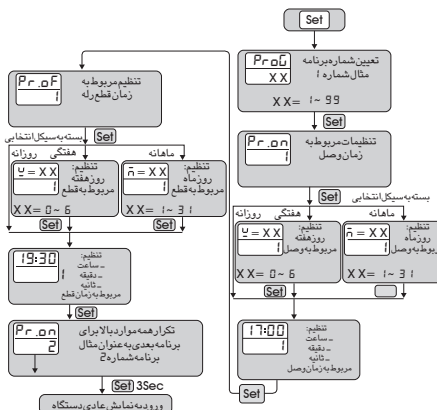 Set
ProG
XX
تعیین شماره برنامه
مثال شماره 1
XX= 1~99
Set
Pr.on
1
تنظیمات مربوط به
زمان وصل
Set
بسته به سیکل انتخابی
روزانه
هفتگی
ماهانه
u=XX
1
تنظیم:
روز هفته
مربوط به وصل
XX= 0~6
Set
n=XX
1
تنظیم:
روز ماه
مربوط به وصل
XX= 1~31
17:00
1
تنظیم:
- ساعت
- دقیقه
- ثانیه
مربوط به زمان وصل
Set
Pr.oF
1
تنظیم مربوط به
زمان قطع رله
Set
بسته به سیکل انتخابی
روزانه
هفتگی
ماهانه
u=XX
1
تنظیم:
روز هفته
مربوط به قطع
XX= 0~6
Set
n=XX
1
تنظیم:
روز ماه
مربوط به قطع
XX= 1~31
Set
19:30
1
تنظیم:
- ساعت
- دقیقه
- ثانیه
مربوط به زمان قطع
Set
Pr.on
2
تکرار همه موارد بالا برای
برنامه بعدی به عنوان مثال
برنامه شماره 2
Set 3Sec
ورود به نمایش عادی دستگاه